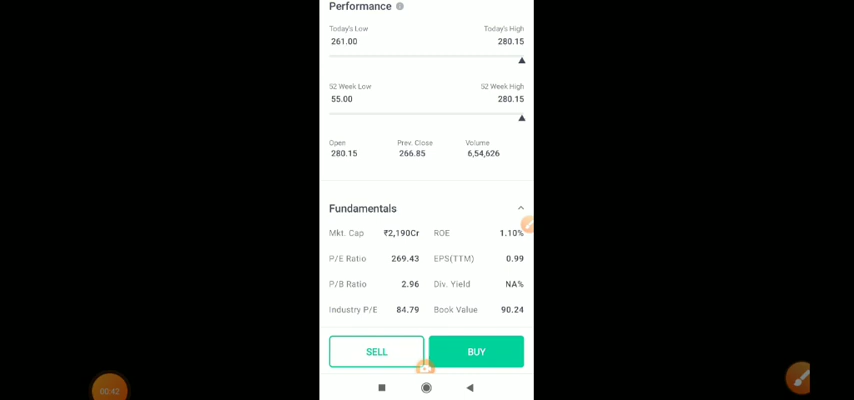 Performance
Today's Low Today's High
261.00 280.15
52 Week Low 52 Week High
55.00 280.15
Open Prev. Close Volume
280.15 266.85 6,54,626
Fundamentals
Mkt. Cap ₹2,190Cr ROE 1.10%
P/E Ratio 269.43 EPS(TTM) 0.99
P/B Ratio 2.96 Div. Yield NA%
Industry P/E 84.79 Book Value 90.24
SELL BUY
00:42